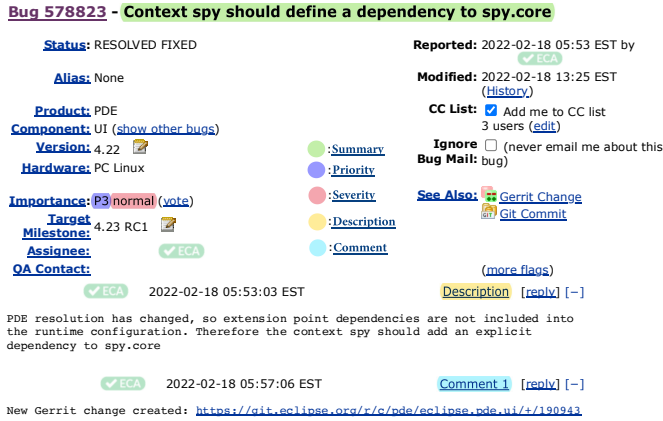 Bug 578823 - Context spy should define a dependency to spy.core
Status: RESOLVED FIXED
Alias: None
Product: PDE
Component: UI (show other bugs)
Version: 4.22
Hardware: PC Linux
Importance: P3 normal (vote)
Target Milestone: 4.23 RC1
Assignee: ECA
QA Contact:
:Summary
:Priority
:Severity
:Description
:Comment
Reported: 2022-02-18 05:53 EST by
ECA
Modified: 2022-02-18 13:25 EST
(History)
CC List: Add me to CC list
3 users (edit)
Ignore Bug Mail: (never email me about this bug)
See Also: Gerrit Change
GIT Git Commit
(more flags)
ECA 2022-02-18 05:53:03 EST Description [reply] [−]
PDE resolution has changed, so extension point dependencies are not included into
the runtime configuration. Therefore the context spy should add an explicit
dependency to spy.core
ECA 2022-02-18 05:57:06 EST Comment 1 [reply] [−]
New Gerrit change created: https://git.eclipse.org/r/c/pde/eclipse.pde.ui/+/190943